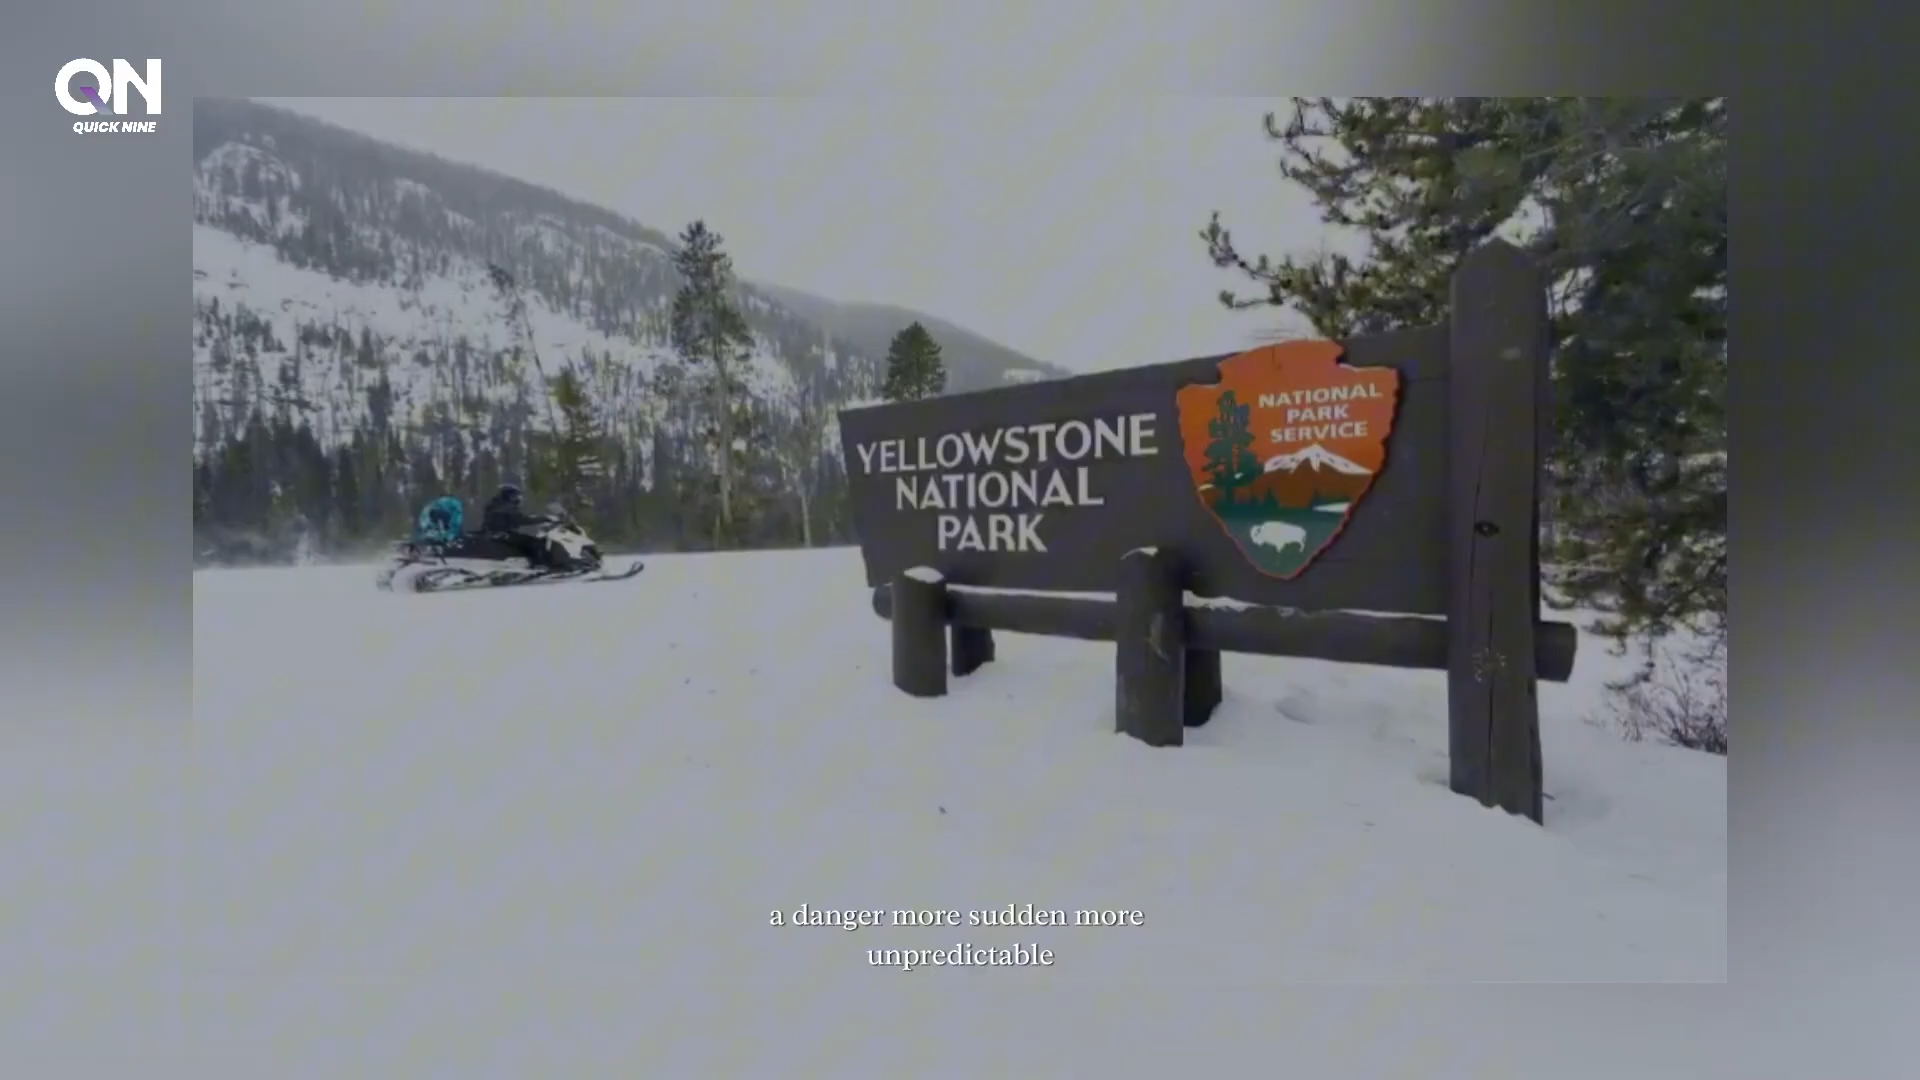 QN
QUICK NINE
YELLOWSTONE
NATIONAL
PARK
NATIONAL
PARK
SERVICE
a danger more sudden more
unpredictable